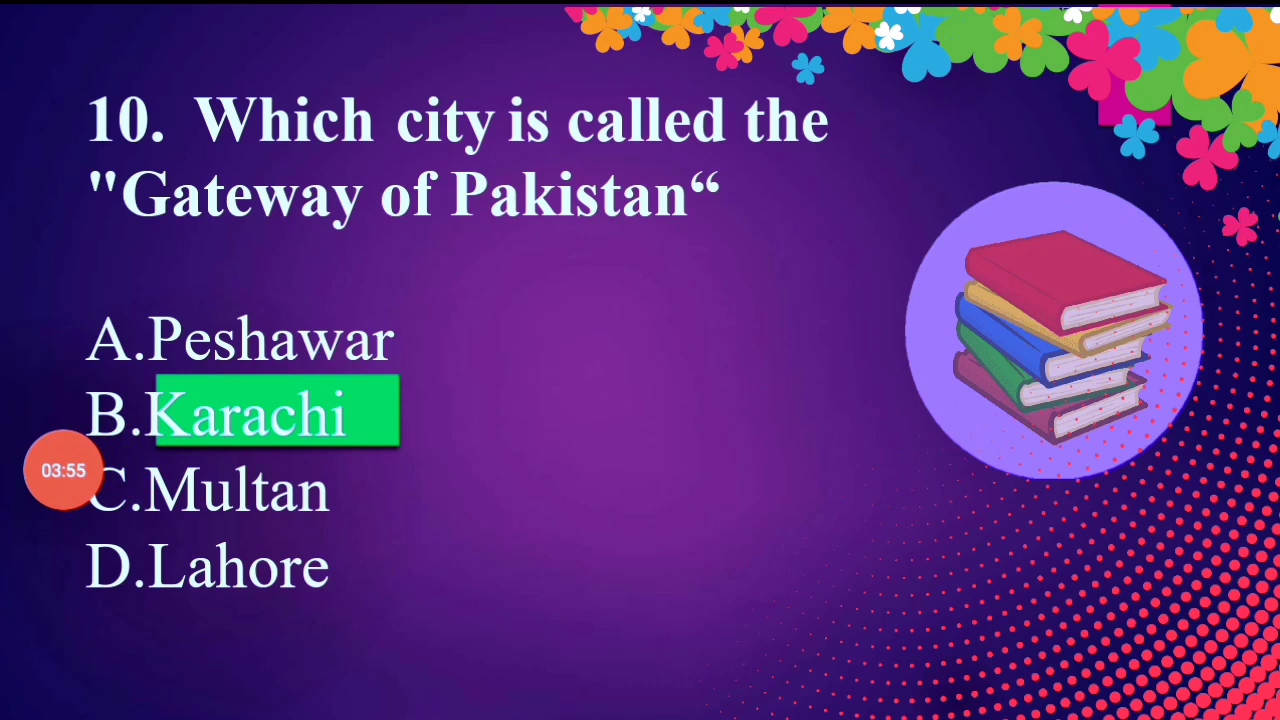 10. Which city is called the
"Gateway of Pakistan“
A.Peshawar
B.Karachi
03:55
C.Multan
D.Lahore